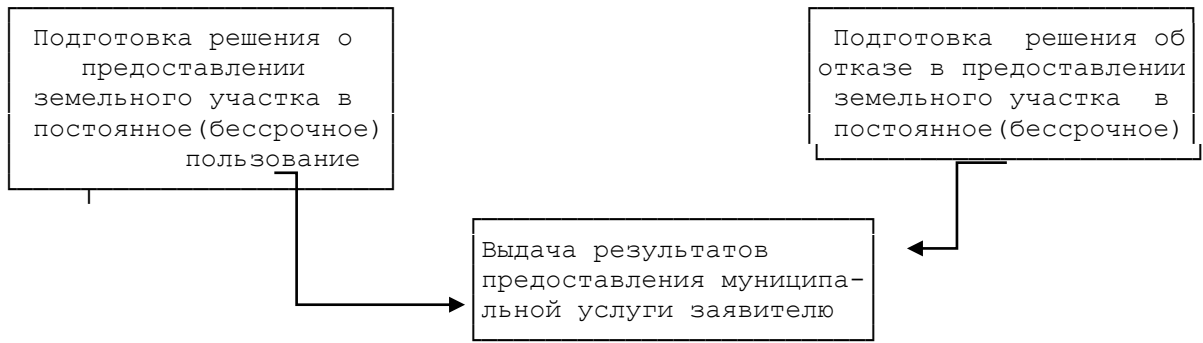 Подготовка решения о
предоставлении
земельного участка в
постоянное(бессрочное)
пользование
Подготовка решения об
отказе в предоставлении
земельного участка в
постоянное(бессрочное)
Выдача результатов
предоставления муниципа-
льной услуги заявителю